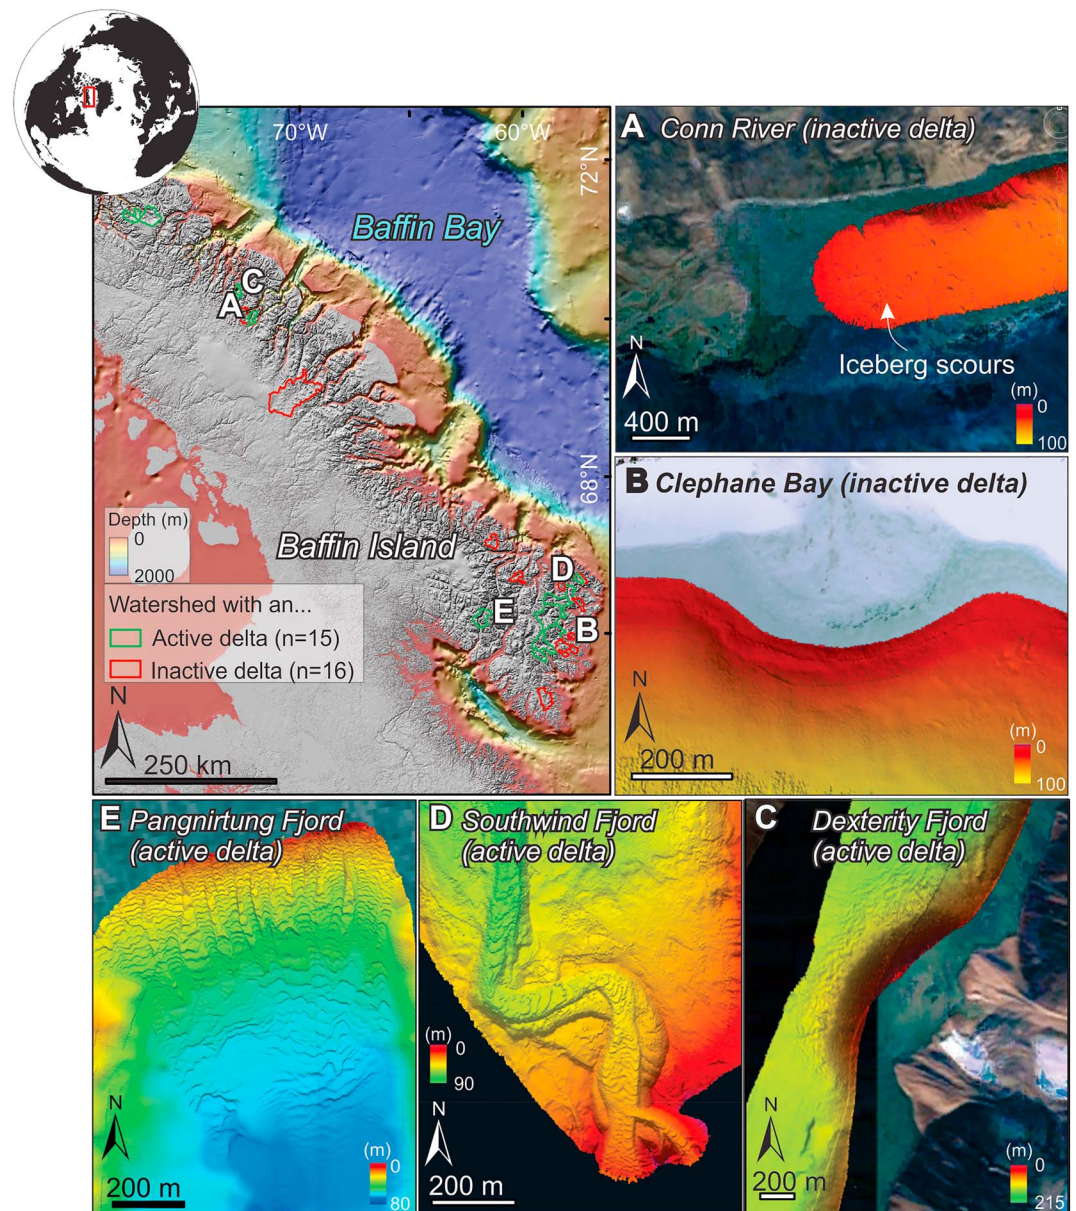 70°W
60°W
72°N
Baffin Bay
C
A
68°N
Depth (m)
0
2000
Baffin Island
D
E
B
Watershed with an...
Active delta (n=15)
Inactive delta (n=16)
N
250 km
A Conn River (inactive delta)
Iceberg scours
N
400 m
(m)
0
100
B Clephane Bay (inactive delta)
N
200 m
(m)
0
100
E Pangnirtung Fjord
(active delta)
N
200 m
(m)
0
80
D Southwind Fjord
(active delta)
(m)
0
90
N
200 m
C Dexterity Fjord
(active delta)
N
200 m
(m)
0
215